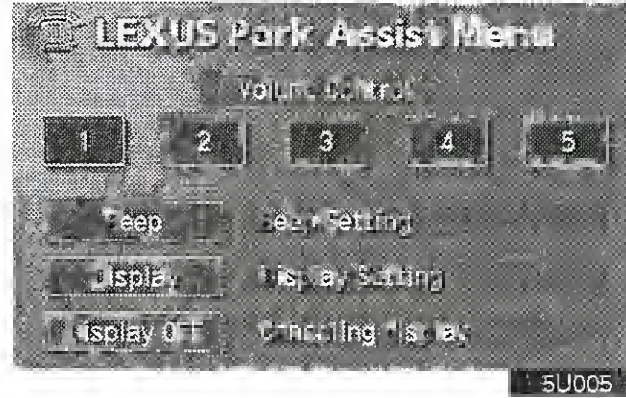 LEXUS Park Assist Menu
Volume Control
1 2 3 4 5
Beep Beep Setting
Display Display Setting
Display OFF Canceling display
5U005